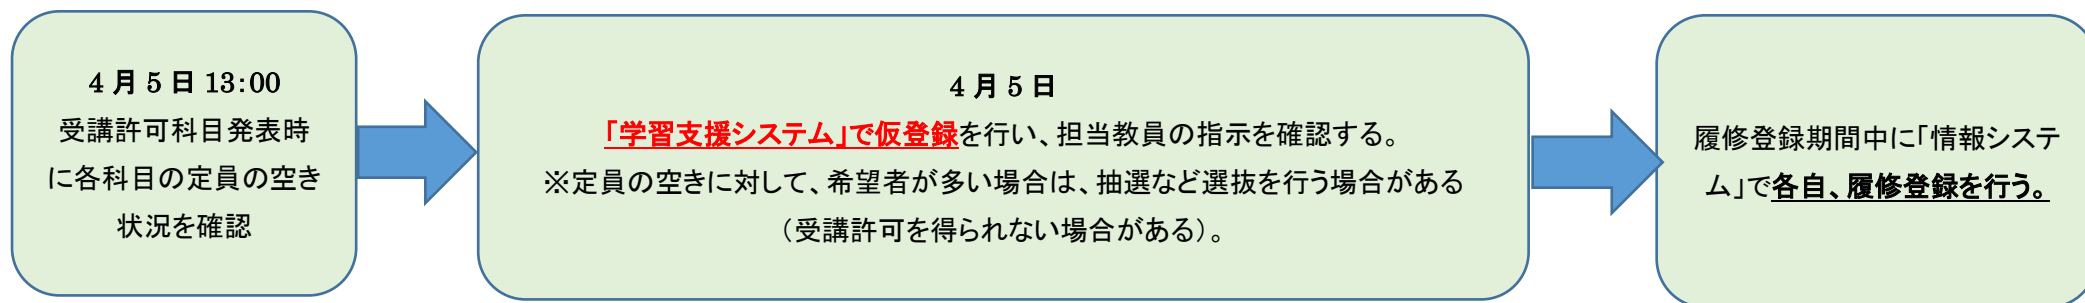 4月5日 13:00
受講許可科目発表時
に各科目の定員の空き
状況を確認
4月5日
「学習支援システム」で仮登録を行い、担当教員の指示を確認する。
※定員の空きに対して、希望者が多い場合は、抽選など選抜を行う場合がある
（受講許可を得られない場合がある）。
履修登録期間中に「情報システ
ム」で各自、履修登録を行う。